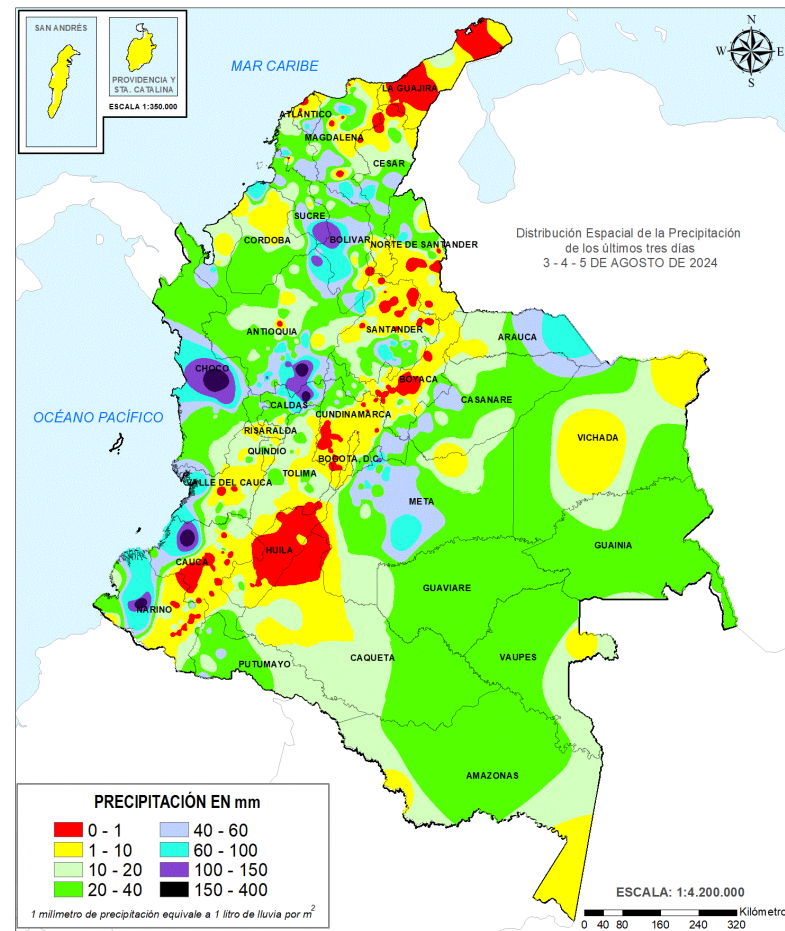 SAN ANDRÉS
PROVIDENCIA Y
STA. CATALINA
ESCALA 1:350.000
N
W
E
S
MAR CARIBE
LA GUAJIRA
ATLÁNTICO
MAGDALENA
CESAR
SUCRE
CORDOBA
BOLIVAR
NORTE DE SANTANDER
Distribución Espacial de la Precipitación
de los últimos tres días
3 - 4 - 5 DE AGOSTO DE 2024
ANTIOQUIA
SANTANDER
ARAUCA
CHOCO
BOYACA
CALDAS
CASANARE
OCÉANO PACÍFICO
CUNDINAMARCA
RISARALDA
VICHADA
QUINDIO
BOGOTA, D.C.
TOLIMA
VALLE DEL CAUCA
META
GUAINIA
HUILA
CAUCA
GUAVIARE
NARINO
CAQUETA
VAUPES
PUTUMAYO
AMAZONAS
PRECIPITACIÓN EN mm
0 - 1
40 - 60
1 - 10
60 - 100
10 - 20
100 - 150
20 - 40
150 - 400
1 milímetro de precipitación equivale a 1 litro de lluvia por m²
ESCALA: 1:4.200.000
Kilómetro
0 40 80 160 240 320